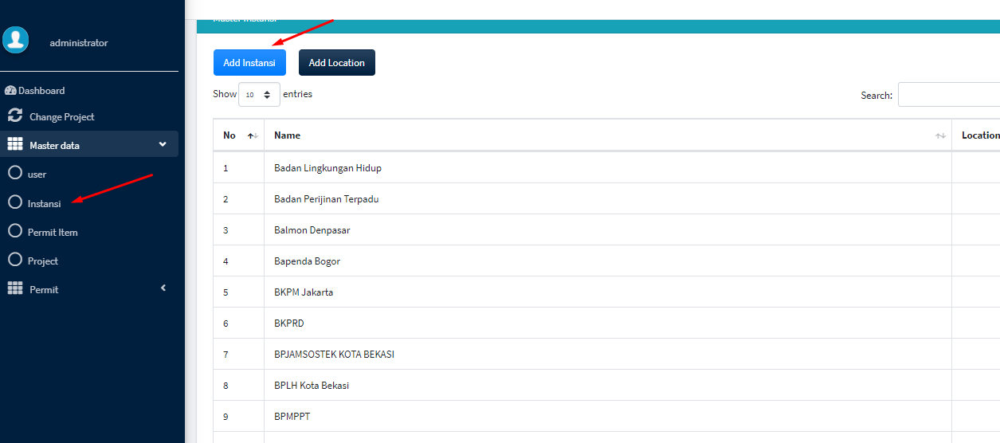 Master Instansi
administrator
Dashboard
Change Project
Master data
user
Instansi
Permit Item
Project
Permit
Add Instansi Add Location
Show 10 entries
Search:
No Name Location
1 Badan Lingkungan Hidup
2 Badan Perijinan Terpadu
3 Balmon Denpasar
4 Bapenda Bogor
5 BKPM Jakarta
6 BKPRD
7 BPJAMSOSTEK KOTA BEKASI
8 BPLH Kota Bekasi
9 BPMPPT